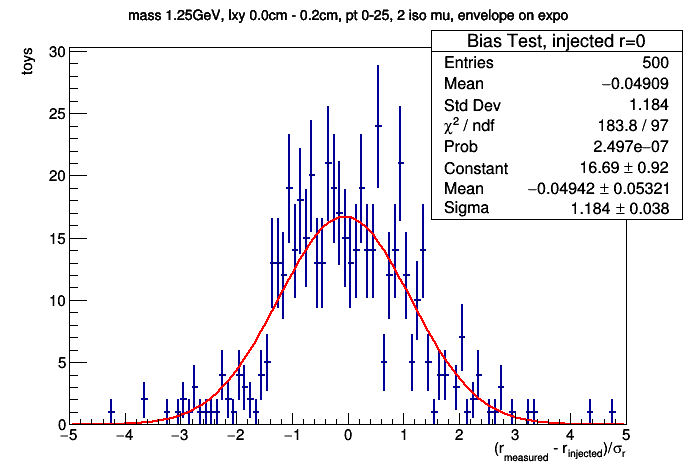 mass 1.25GeV, lxy 0.0cm - 0.2cm, pt 0-25, 2 iso mu, envelope on expo
Bias Test, injected r=0
Entries 500
Mean −0.04909
Std Dev 1.184
χ² / ndf 183.8 / 97
Prob 2.497e−07
Constant 16.69 ± 0.92
Mean −0.04942 ± 0.05321
Sigma 1.184 ± 0.038
toys
30
25
20
15
10
5
0
−5 −4 −3 −2 −1 0 1 2 3 4 5
(r_measured - r_injected)/σ_r